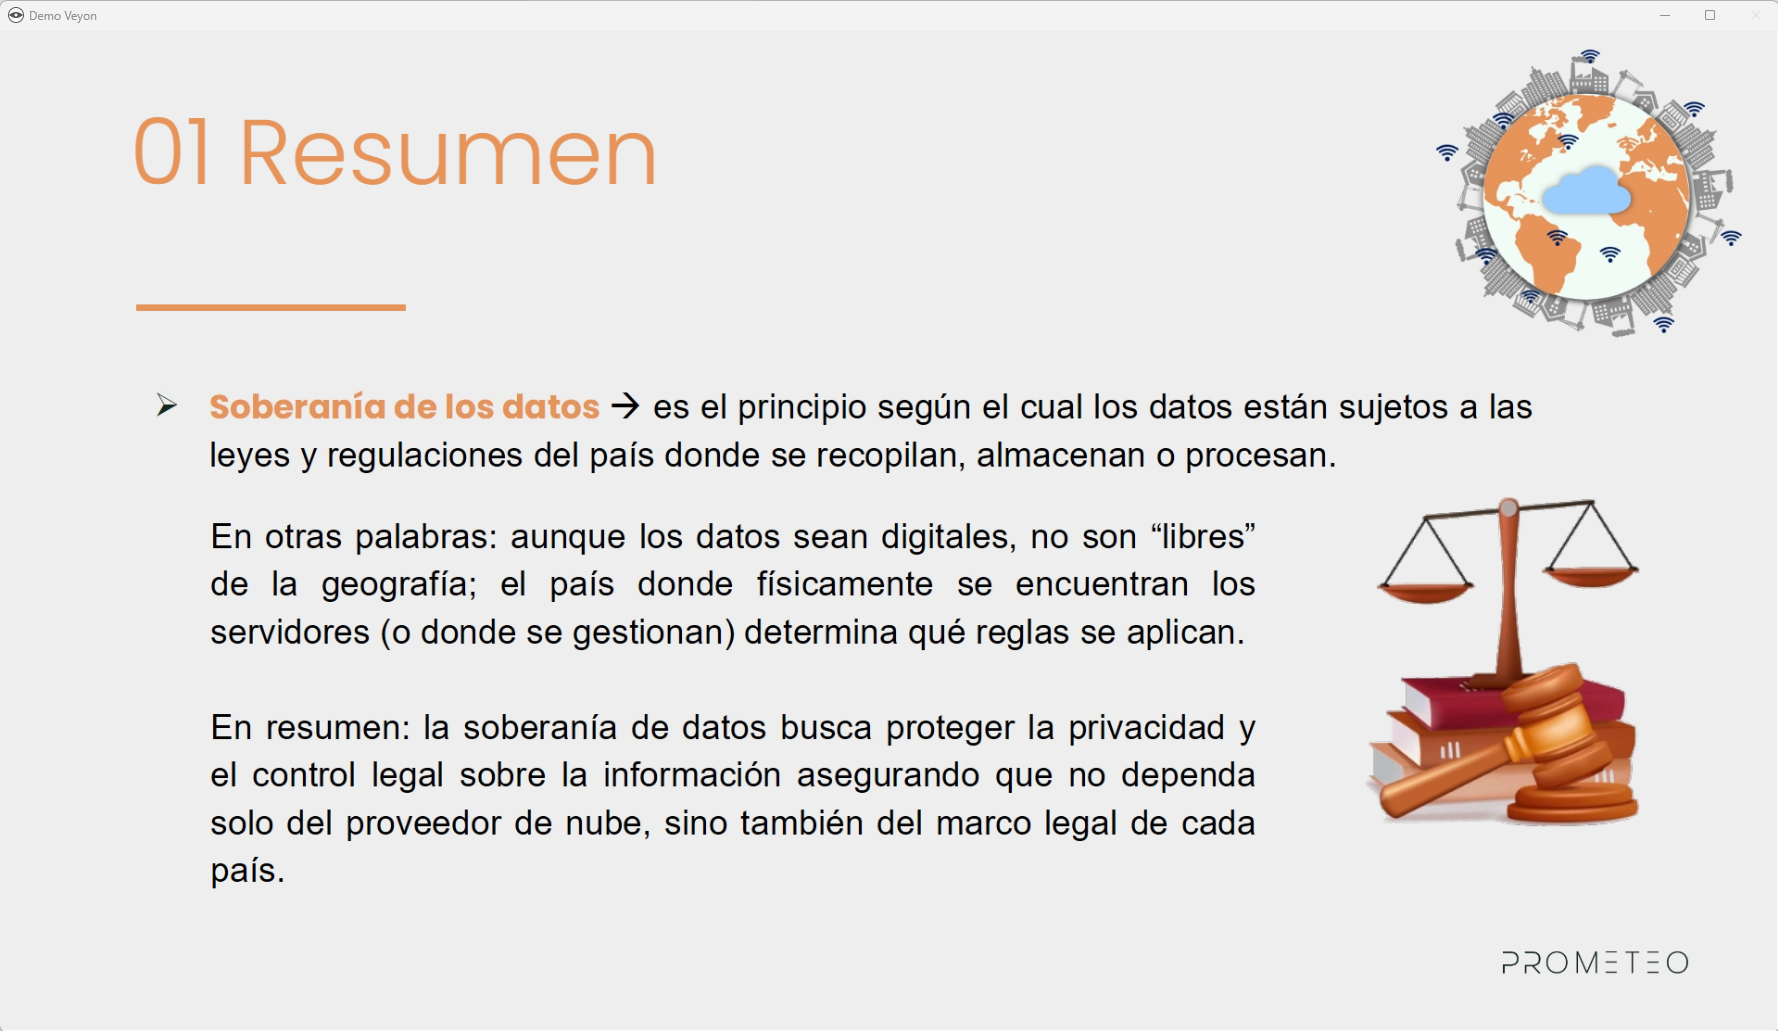 Demo Veyon
01 Resumen
Soberanía de los datos → es el principio según el cual los datos están sujetos a las
leyes y regulaciones del país donde se recopilan, almacenan o procesan.
En otras palabras: aunque los datos sean digitales, no son “libres”
de la geografía; el país donde físicamente se encuentran los
servidores (o donde se gestionan) determina qué reglas se aplican.
En resumen: la soberanía de datos busca proteger la privacidad y
el control legal sobre la información asegurando que no dependa
solo del proveedor de nube, sino también del marco legal de cada
país.
PROMETEO